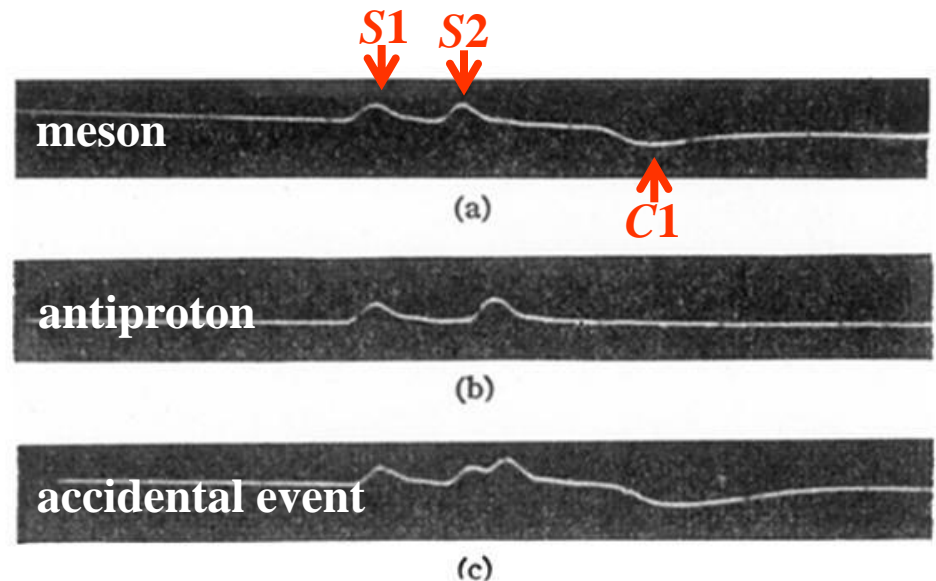 S1 S2
meson
(a)
C1
antiproton
(b)
accidental event
(c)